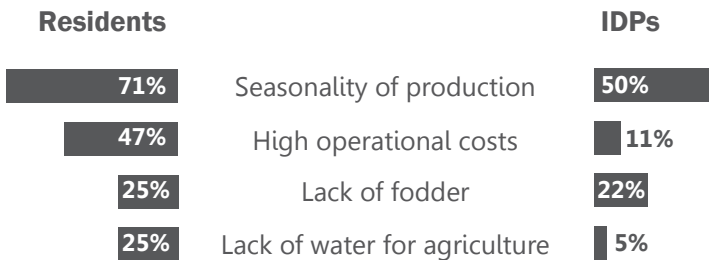 Residents IDPs
71% Seasonality of production 50%
47% High operational costs 11%
25% Lack of fodder 22%
25% Lack of water for agriculture 5%